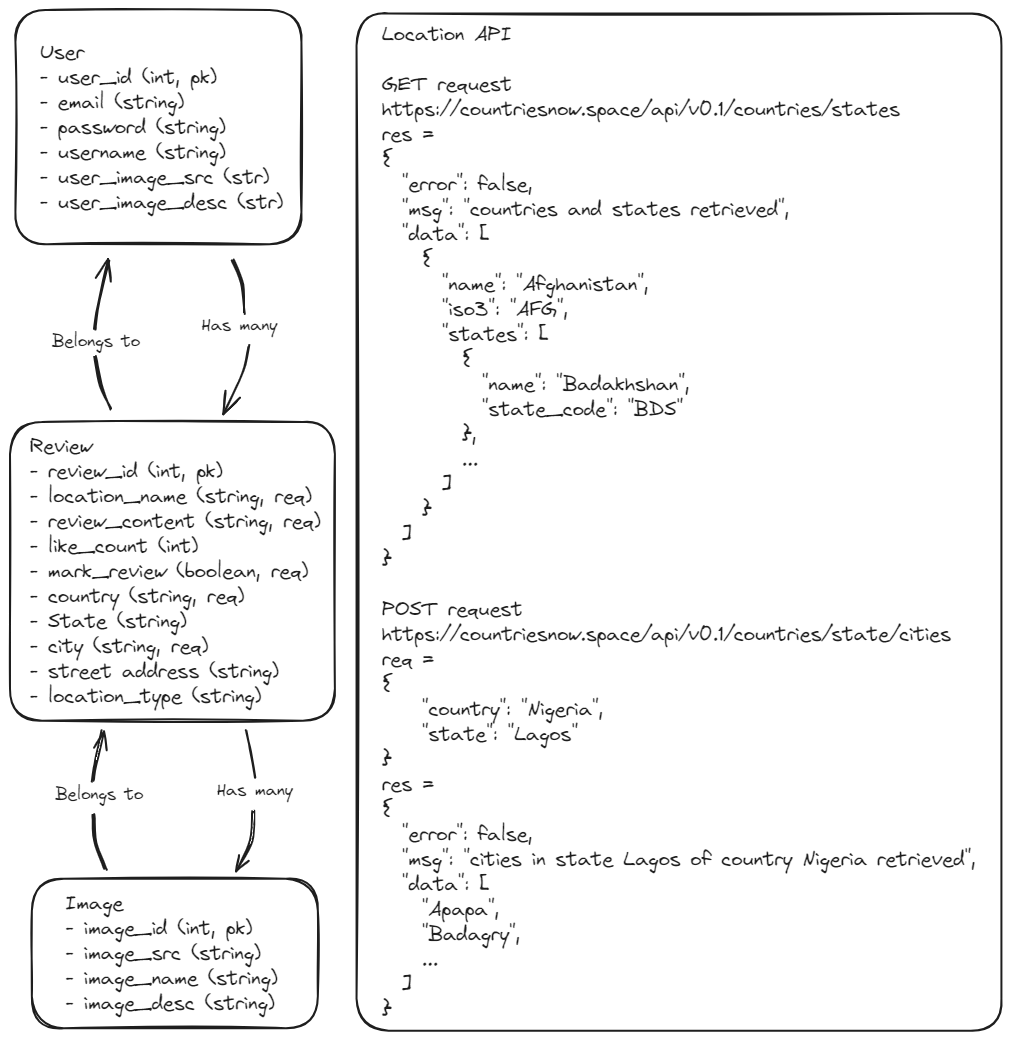 User
- user_id (int, pk)
- email (string)
- password (string)
- username (string)
- user_image_src (str)
- user_image_desc (str)
Belongs to
Has many
Review
- review_id (int, pk)
- location_name (string, req)
- review_content (string, req)
- like_count (int)
- mark_review (boolean, req)
- country (string, req)
- State (string)
- city (string, req)
- street address (string)
- location_type (string)
Belongs to
Has many
Image
- image_id (int, pk)
- image_src (string)
- image_name (string)
- image_desc (string)
Location API
GET request
https://countriesnow.space/api/v0.1/countries/states
res =
{
"error": false,
"msg": "countries and states retrieved",
"data": [
{
"name": "Afghanistan",
"iso3": "AFG",
"states": [
{
"name": "Badakhshan",
"state_code": "BDS"
},
...
]
}
]
}
POST request
https://countriesnow.space/api/v0.1/countries/state/cities
req =
{
"country": "Nigeria",
"state": "Lagos"
}
res =
{
"error": false,
"msg": "cities in state Lagos of country Nigeria retrieved",
"data": [
"Apapa",
"Badagry",
...
]
}